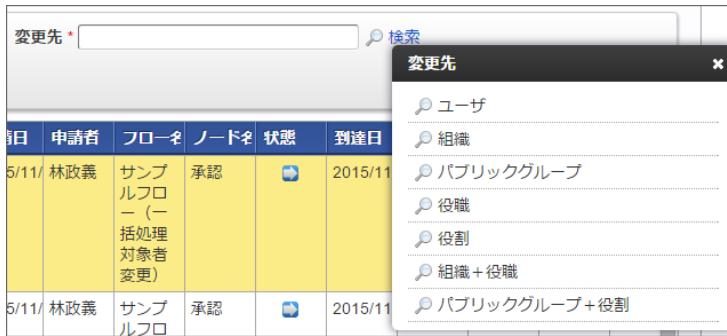 変更先 * 検索
変更先 ×
ユーザ
組織
パブリックグループ
役職
役割
組織+役職
パブリックグループ+役割
請日 申請者 フロー名 ノード名 状態 到達日
5/11/ 林政義 サンプ 承認 2015/11
ルフロ
ー(一
括処理
対象者
変更)
5/11/ 林政義 サンプ 承認 2015/11
ルフロ